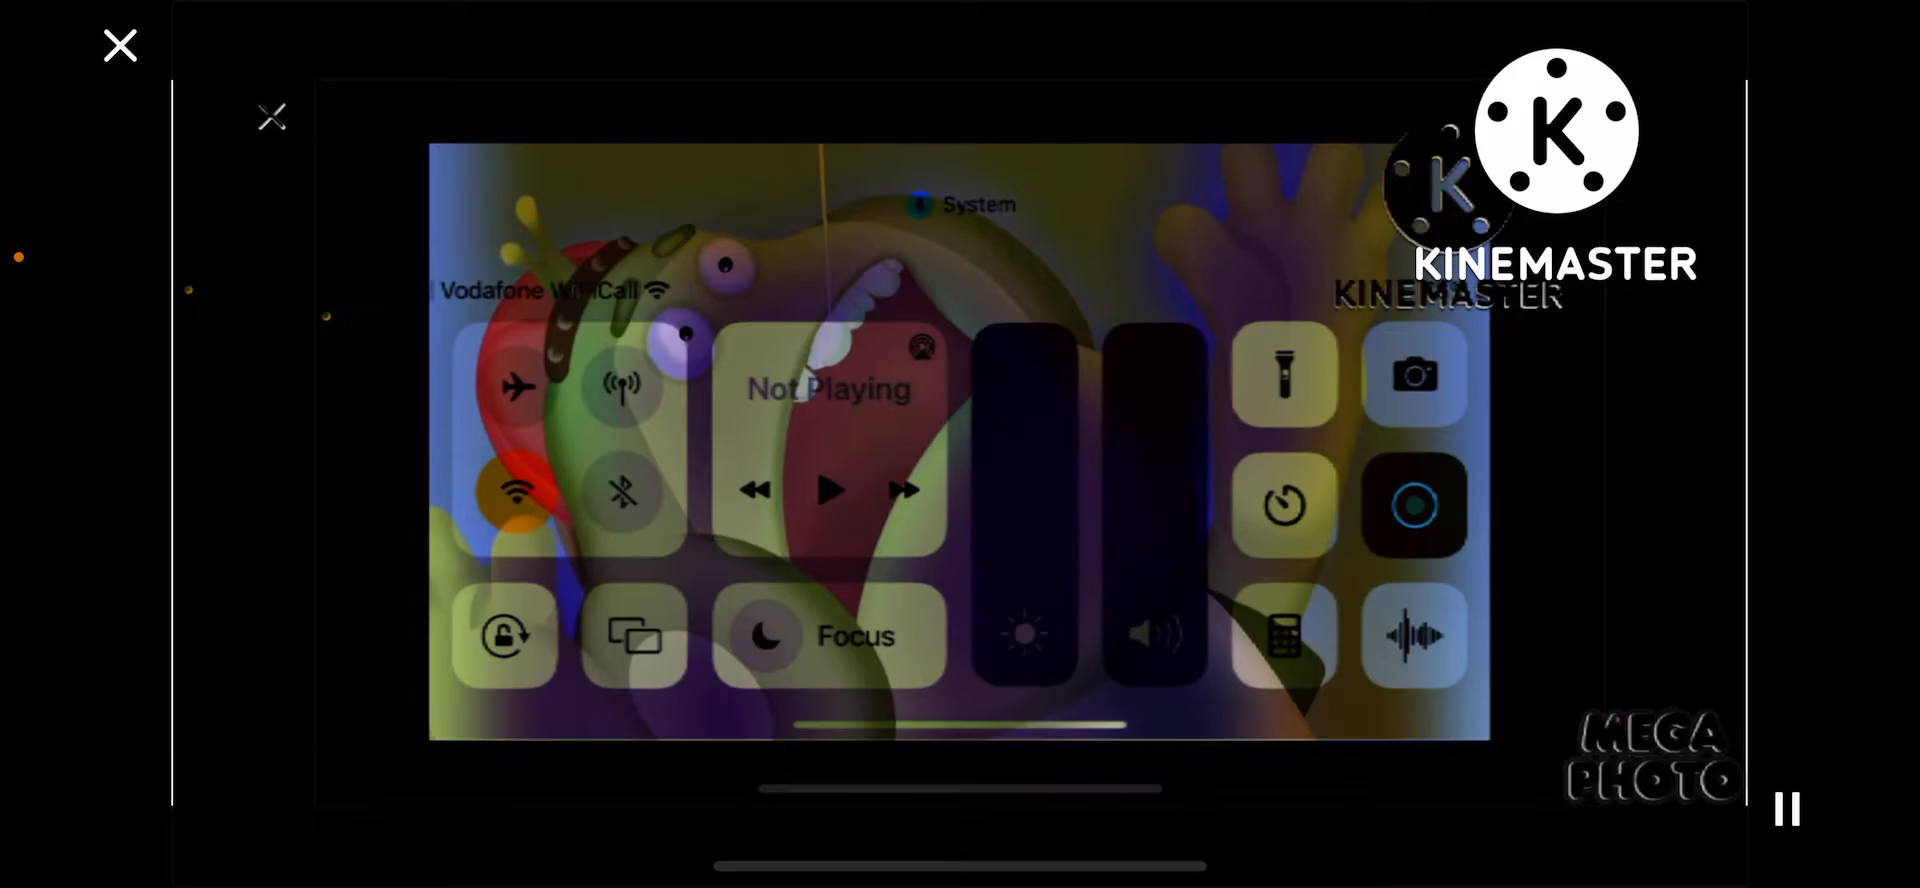 System
Vodafone WiFiCall
KINEMASTER
KINEMASTER
Not Playing
Focus
MEGA
PHOTO